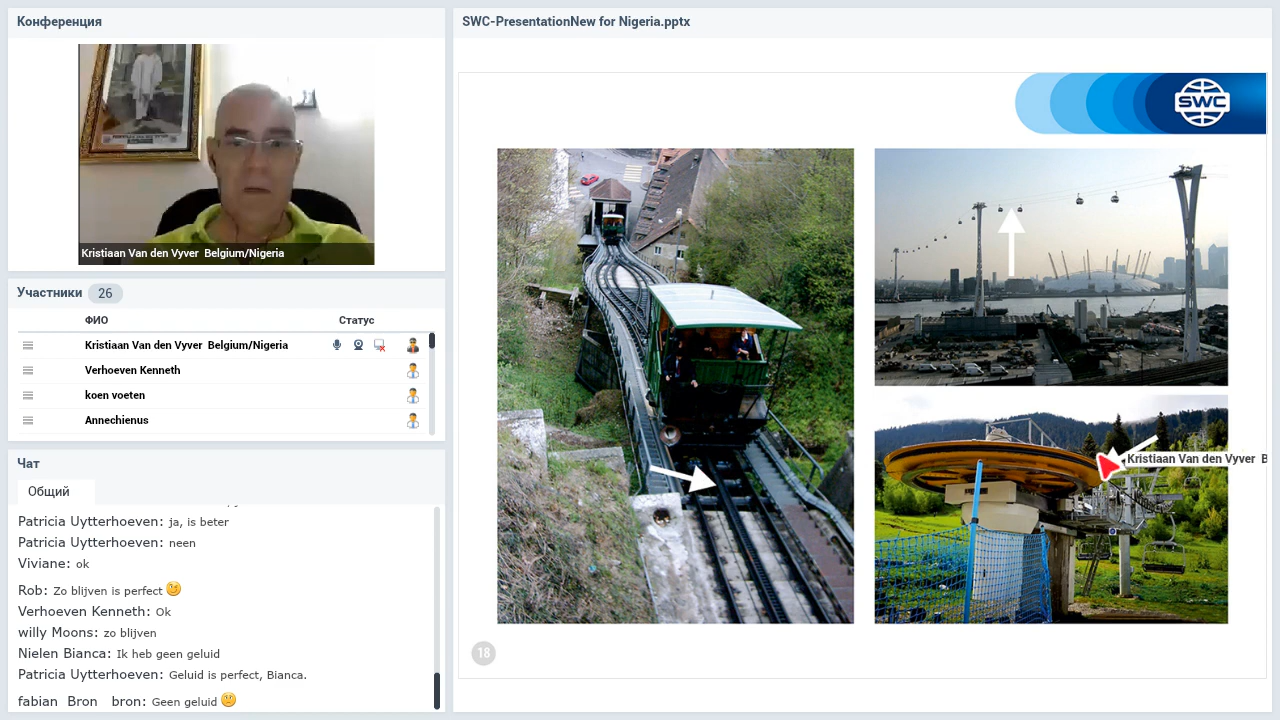 Конференция
Kristiaan Van den Vyver Belgium/Nigeria
Участники 26
ФИО Статус
Kristiaan Van den Vyver Belgium/Nigeria
Verhoeven Kenneth
koen voeten
Annechienus
Чат
Общий
Patricia Uytterhoeven: ja, is beter
Patricia Uytterhoeven: neen
Viviane: ok
Rob: Zo blijven is perfect
Verhoeven Kenneth: Ok
willy Moons: zo blijven
Nielen Bianca: Ik heb geen geluid
Patricia Uytterhoeven: Geluid is perfect, Bianca.
fabian Bron bron: Geen geluid
SWC-PresentationNew for Nigeria.pptx
SWC
Kristiaan Van den Vyver B
18